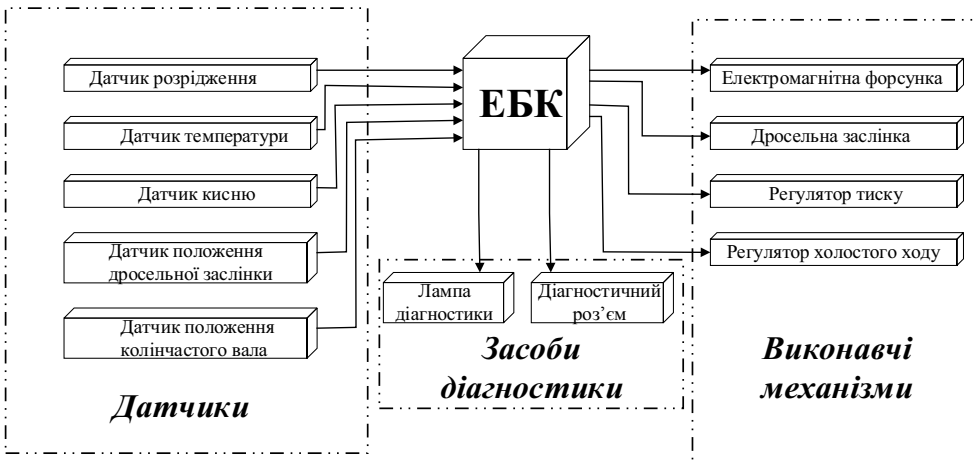 Датчик розрідження
Датчик температури
Датчик кисню
Датчик положення
дросельної заслінки
Датчик положення
колінчастого вала
Датчики
ЕБК
Лампа
діагностики
Діагностичний
роз’єм
Засоби
діагностики
Електромагнітна форсунка
Дросельна заслінка
Регулятор тиску
Регулятор холостого ходу
Виконавчі
механізми